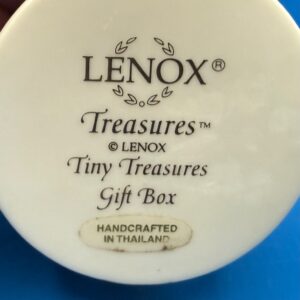 LENOX®
Treasures™
© LENOX
Tiny Treasures
Gift Box
HANDCRAFTED
IN THAILAND